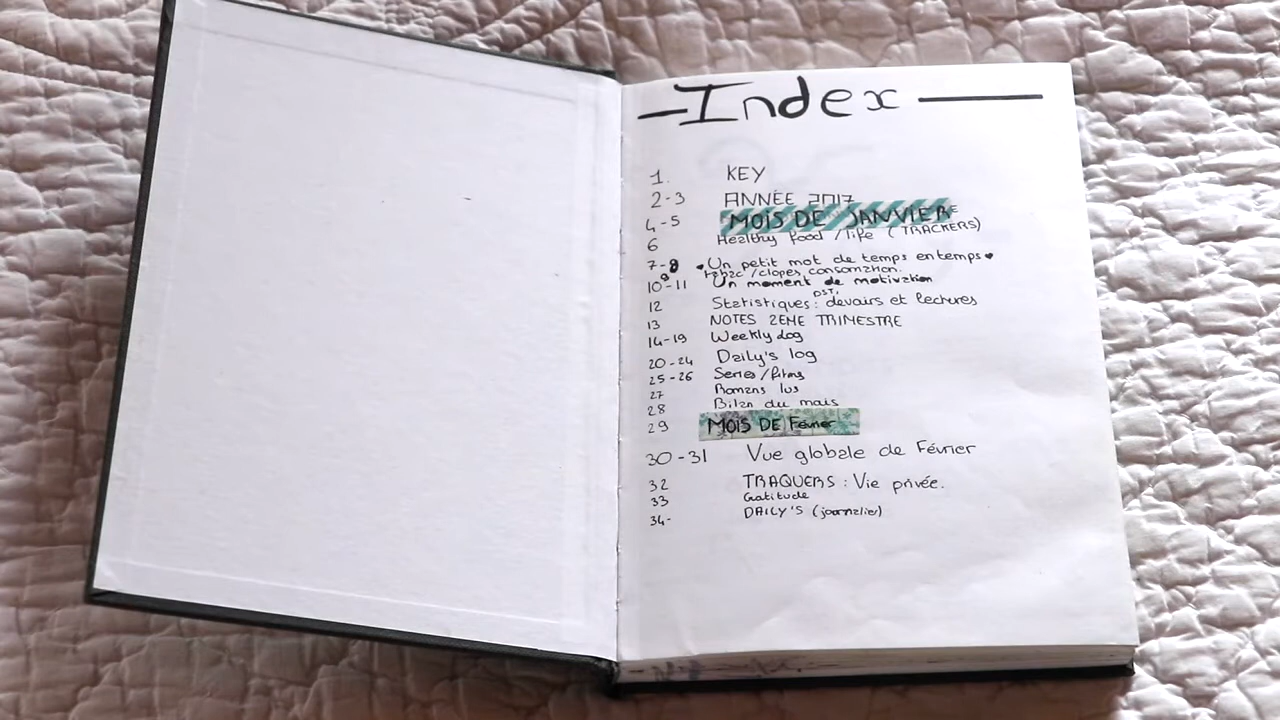 Index
1. KEY
2-3 ANNÉE 2017
4-5 MOIS DE JANVIER
6 Healthy food / life (TRACKERS)
7-8 Un petit mot de temps en temps
9 tabac / clopes consomation.
10-11 Un moment de motivation
DST,
12 Statistiques : devoirs et lectures
13 NOTES 2EME TRIMESTRE
14-19 Weekly log
20-24 Daily's log
25-26 Series / films
27 Romans lus
28 Bilan du mois
29 MOIS DE Février
30-31 Vue globale de Février
32 TRAQUERS : Vie privée.
33 Gratitude
34- DAILY'S (journalier)